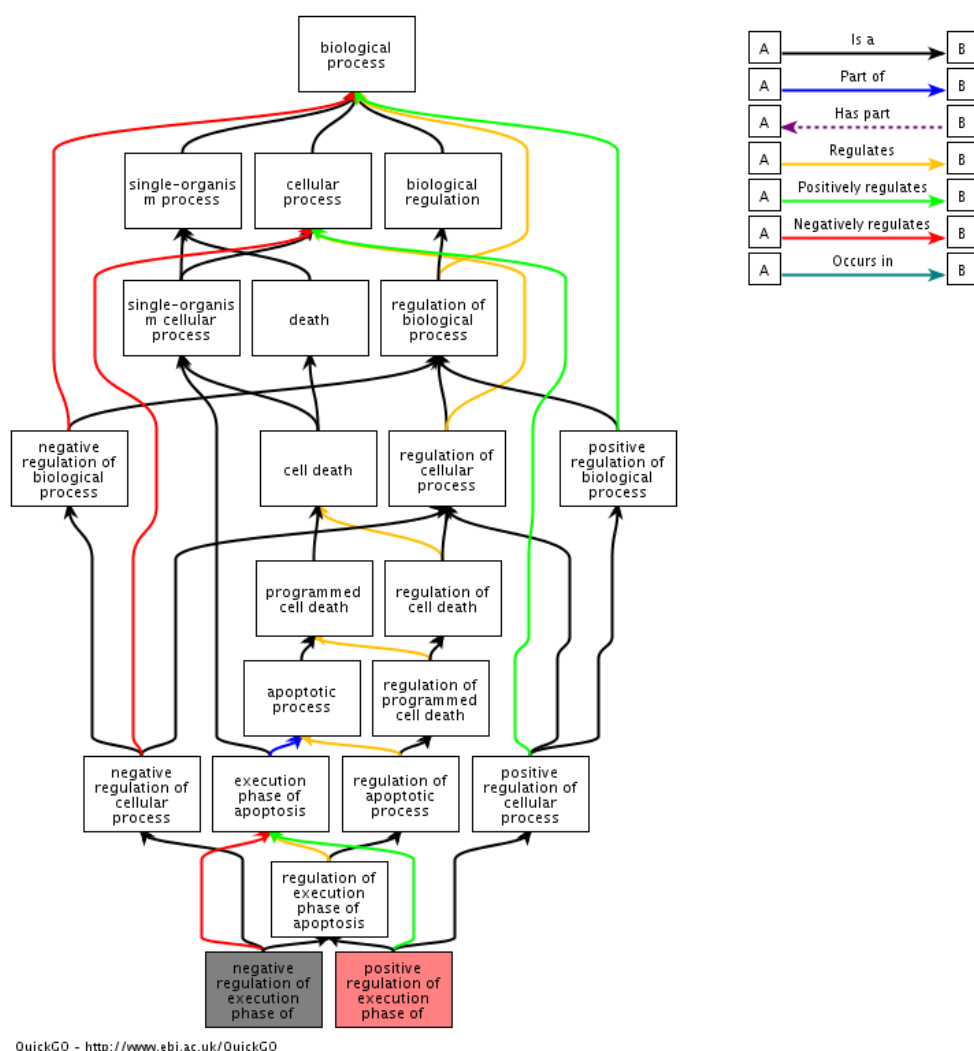 biological
process
A
Is a
B
A
Part of
B
A
Has part
B
A
Regulates
B
A
Positively regulates
B
A
Negatively regulates
B
A
Occurs in
B
single-organis
m process
cellular
process
biological
regulation
single-organis
m cellular
process
death
regulation of
biological
process
negative
regulation of
biological
process
cell death
regulation of
cellular
process
positive
regulation of
biological
process
programmed
cell death
regulation of
cell death
apoptotic
process
regulation of
programmed
cell death
negative
regulation of
cellular
process
execution
phase of
apoptosis
regulation of
apoptotic
process
positive
regulation of
cellular
process
regulation of
execution
phase of
apoptosis
negative
regulation of
execution
phase of
positive
regulation of
execution
phase of
QuickGO - http://www.ebi.ac.uk/QuickGO